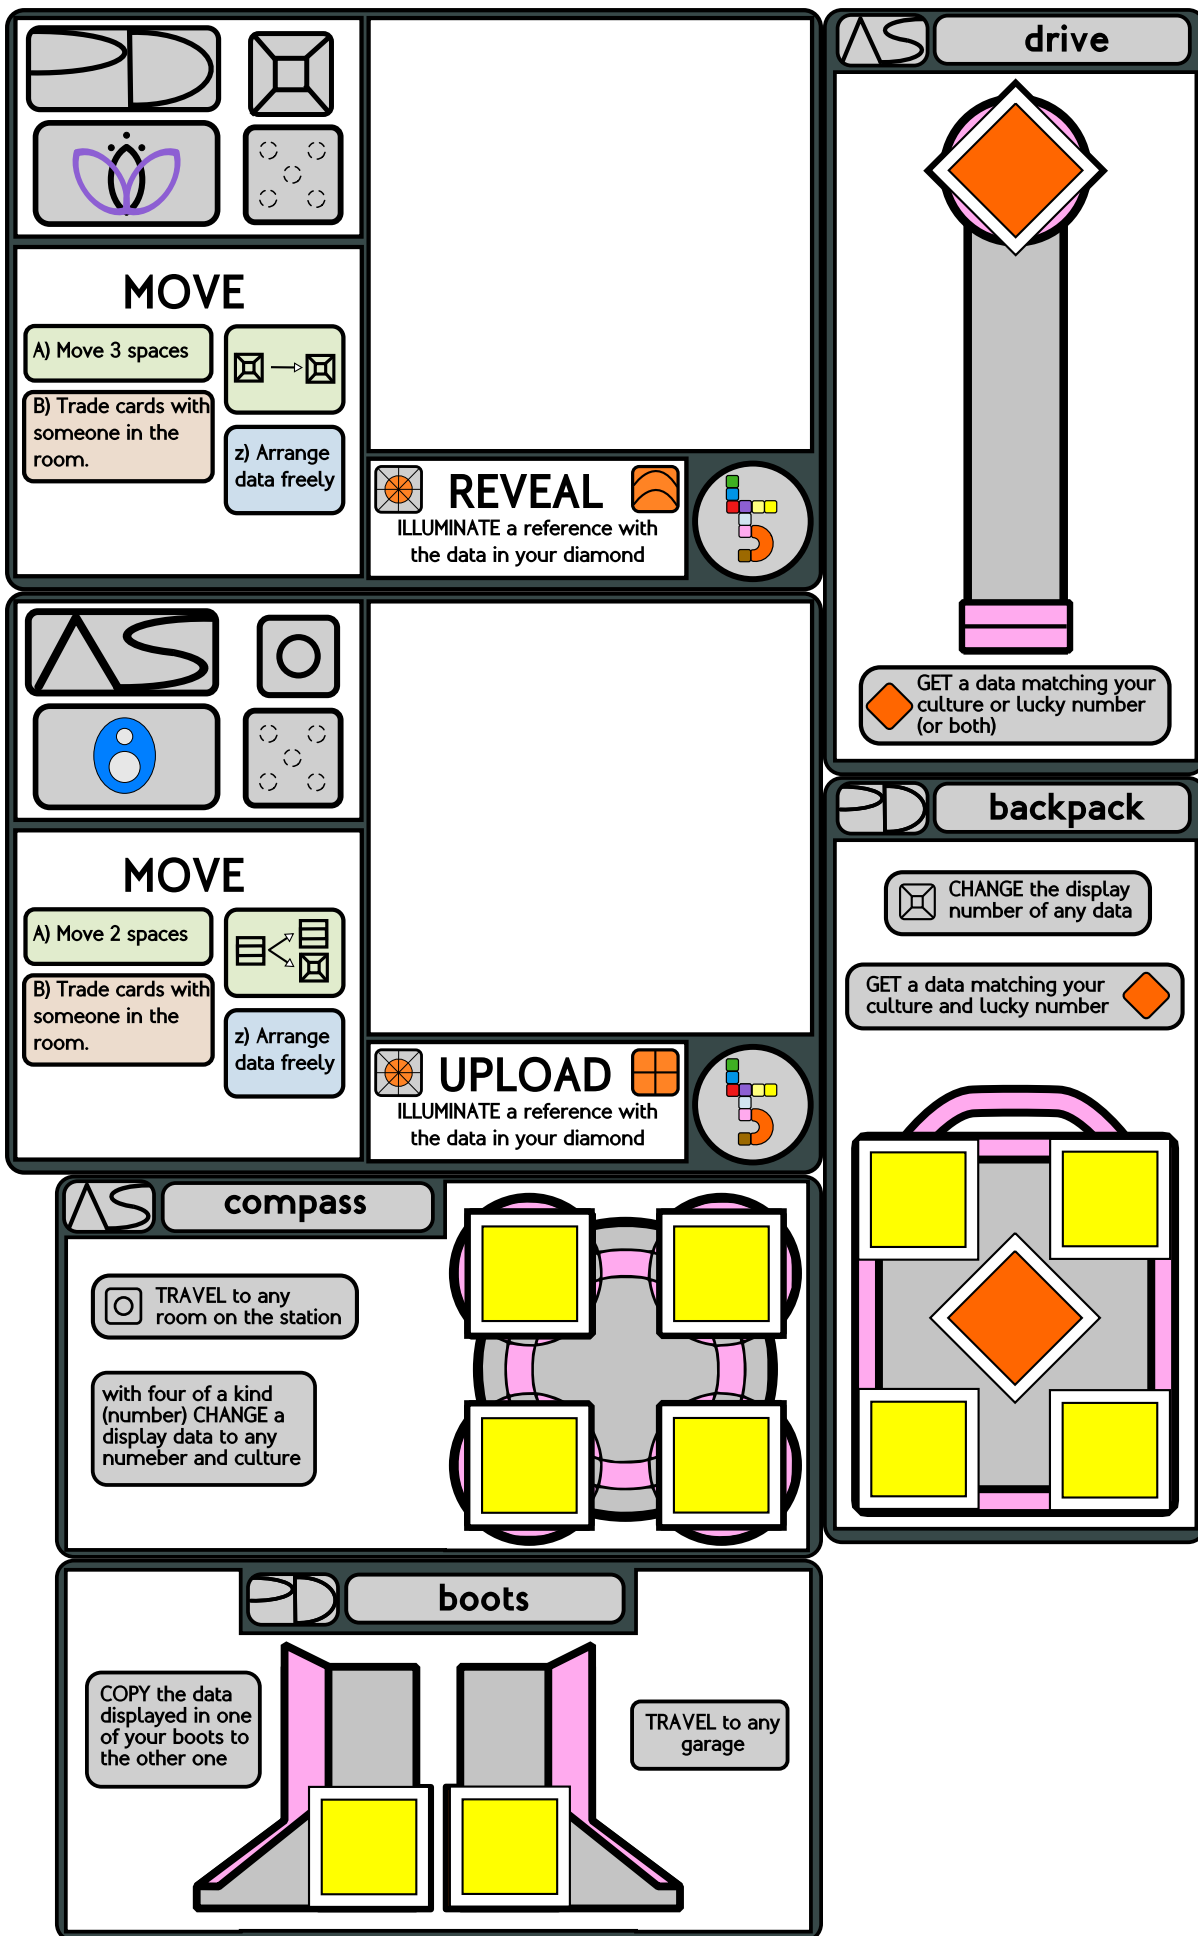 MOVE
A) Move 3 spaces
B) Trade cards with
someone in the
room.
z) Arrange
data freely
REVEAL
ILLUMINATE a reference with
the data in your diamond
drive
GET a data matching your
culture or lucky number
(or both)
MOVE
A) Move 2 spaces
B) Trade cards with
someone in the
room.
z) Arrange
data freely
UPLOAD
ILLUMINATE a reference with
the data in your diamond
backpack
CHANGE the display
number of any data
GET a data matching your
culture and lucky number
compass
TRAVEL to any
room on the station
with four of a kind
(number) CHANGE a
display data to any
numeber and culture
boots
COPY the data
displayed in one
of your boots to
the other one
TRAVEL to any
garage